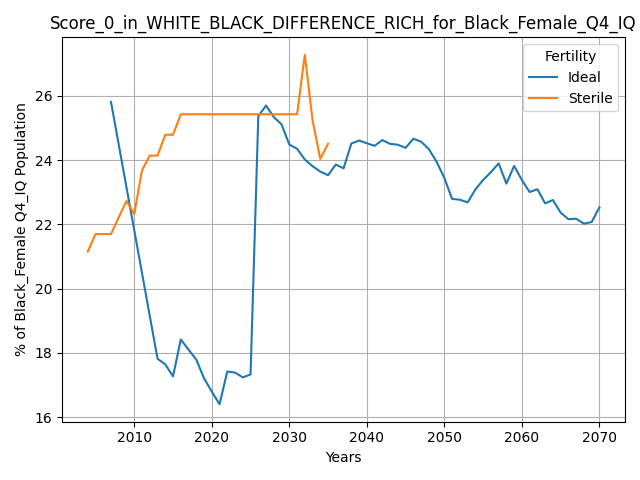 Score_0_in_WHITE_BLACK_DIFFERENCE_RICH_for_Black_Female_Q4_IQ
Fertility
Ideal
Sterile
% of Black_Female Q4_IQ Population
26
24
22
20
18
16
2010 2020 2030 2040 2050 2060 2070
Years